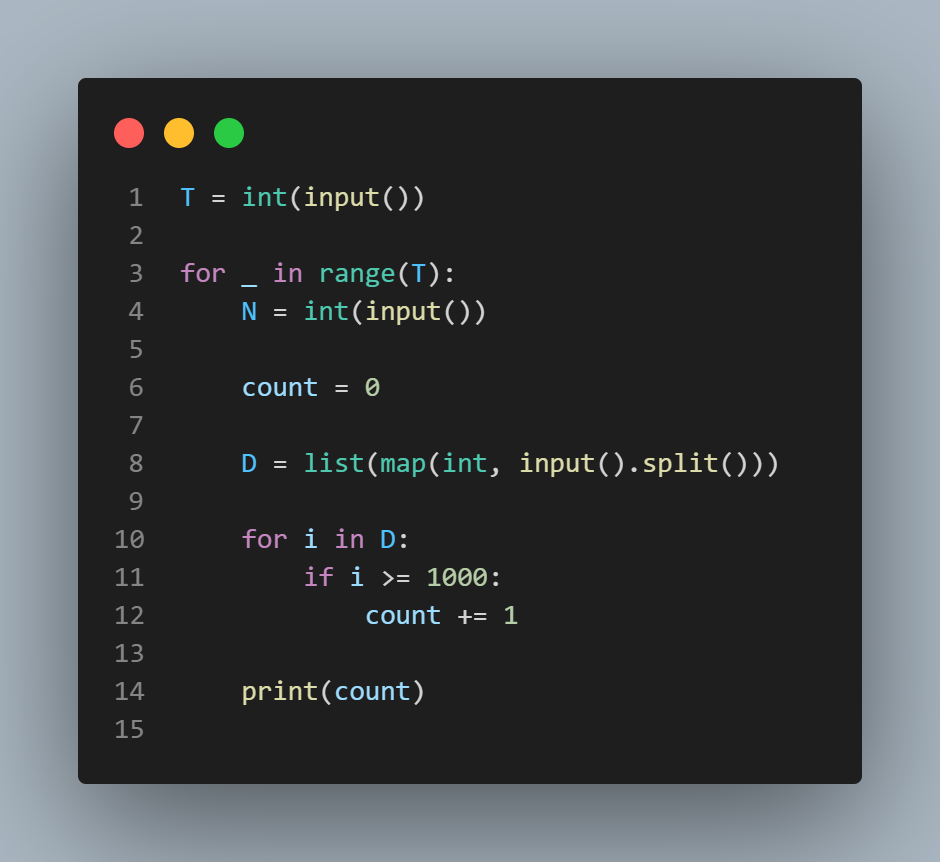 1 T = int(input())
2
3 for _ in range(T):
4     N = int(input())
5
6     count = 0
7
8     D = list(map(int, input().split()))
9
10     for i in D:
11         if i >= 1000:
12             count += 1
13
14     print(count)
15